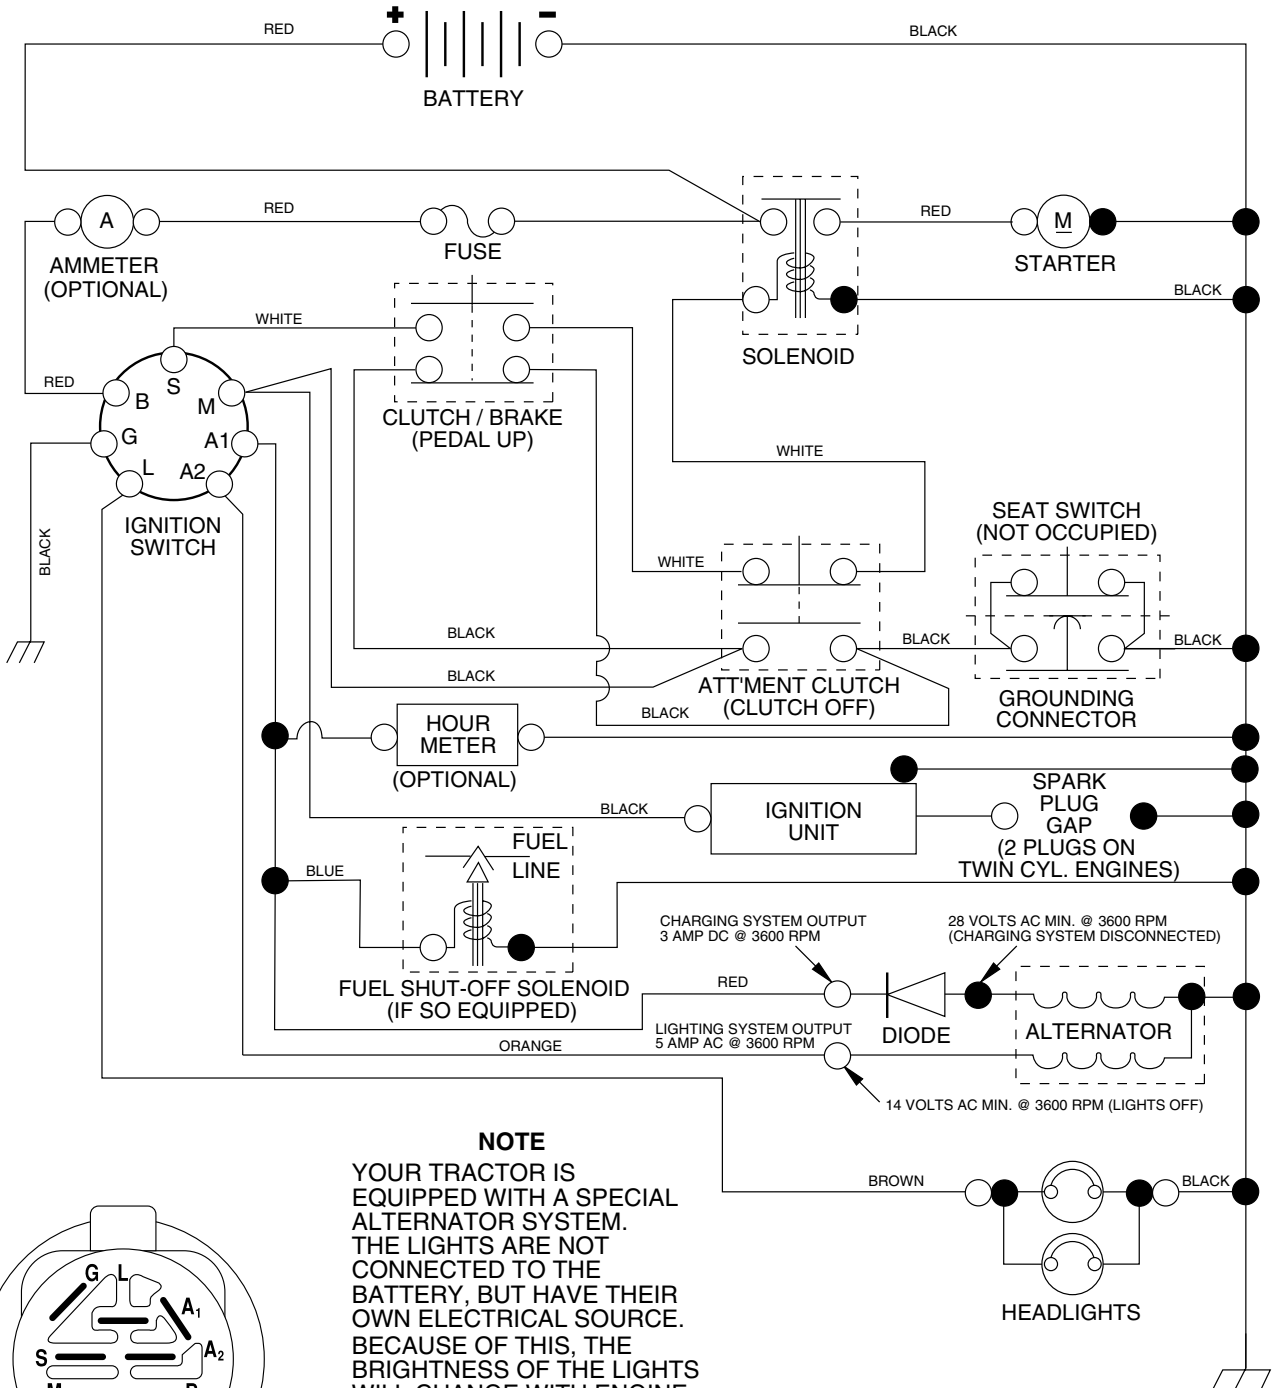 + −
RED
BLACK
BATTERY
A
RED
FUSE
RED
M
STARTER
AMMETER
(OPTIONAL)
WHITE
BLACK
SOLENOID
RED
S
B
M
G
A1
L
A2
CLUTCH / BRAKE
(PEDAL UP)
IGNITION
SWITCH
BLACK
WHITE
SEAT SWITCH
(NOT OCCUPIED)
WHITE
BLACK
BLACK
BLACK
BLACK
ATT'MENT CLUTCH
(CLUTCH OFF)
GROUNDING
CONNECTOR
BLACK
HOUR
METER
(OPTIONAL)
BLACK
IGNITION
UNIT
SPARK
PLUG
GAP
(2 PLUGS ON
TWIN CYL. ENGINES)
FUEL
LINE
BLUE
FUEL SHUT-OFF SOLENOID
(IF SO EQUIPPED)
CHARGING SYSTEM OUTPUT
3 AMP DC @ 3600 RPM
28 VOLTS AC MIN. @ 3600 RPM
(CHARGING SYSTEM DISCONNECTED)
RED
DIODE
ALTERNATOR
LIGHTING SYSTEM OUTPUT
5 AMP AC @ 3600 RPM
ORANGE
14 VOLTS AC MIN. @ 3600 RPM (LIGHTS OFF)
BROWN
BLACK
HEADLIGHTS
NOTE
YOUR TRACTOR IS
EQUIPPED WITH A SPECIAL
ALTERNATOR SYSTEM.
THE LIGHTS ARE NOT
CONNECTED TO THE
BATTERY, BUT HAVE THEIR
OWN ELECTRICAL SOURCE.
BECAUSE OF THIS, THE
BRIGHTNESS OF THE LIGHTS
WILL CHANGE WITH ENGINE
G L
A1
S
A2
M
B